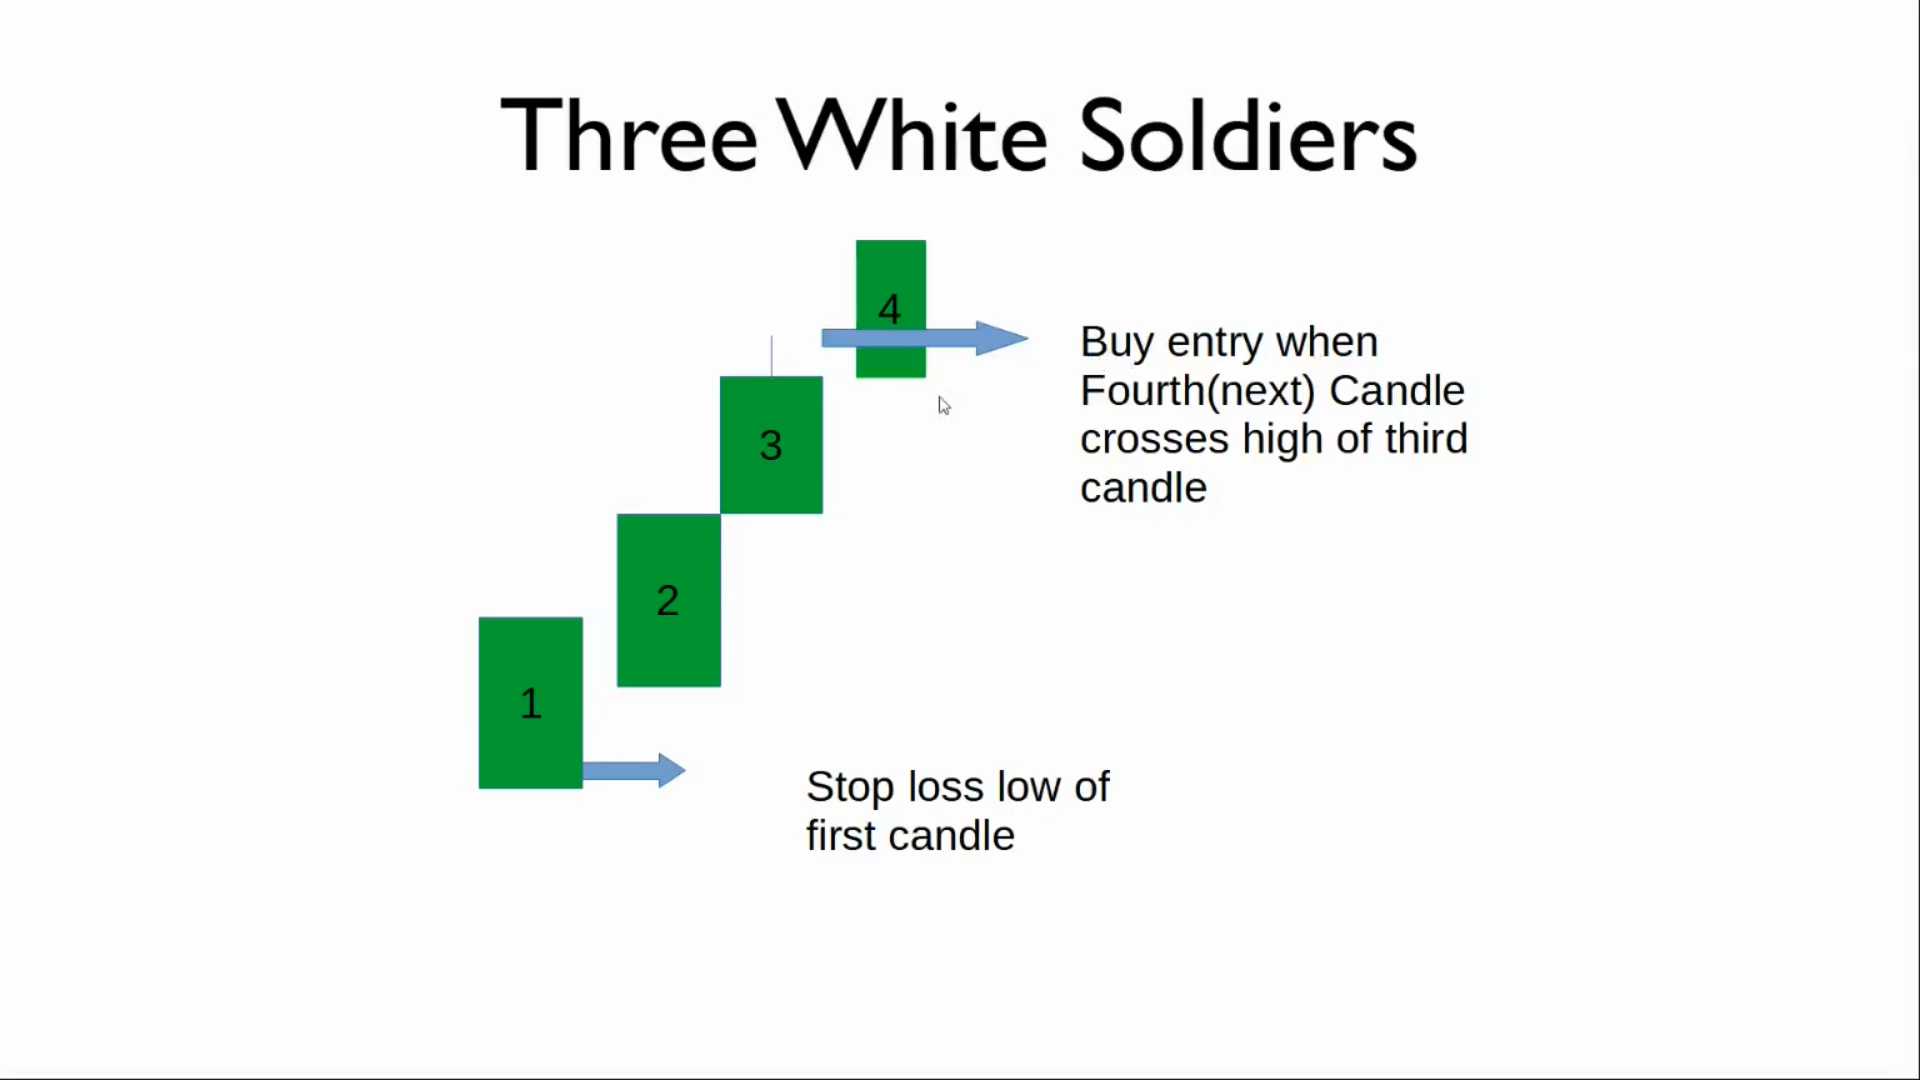 Three White Soldiers
4
Buy entry when
Fourth(next) Candle
crosses high of third
candle
3
2
1
Stop loss low of
first candle